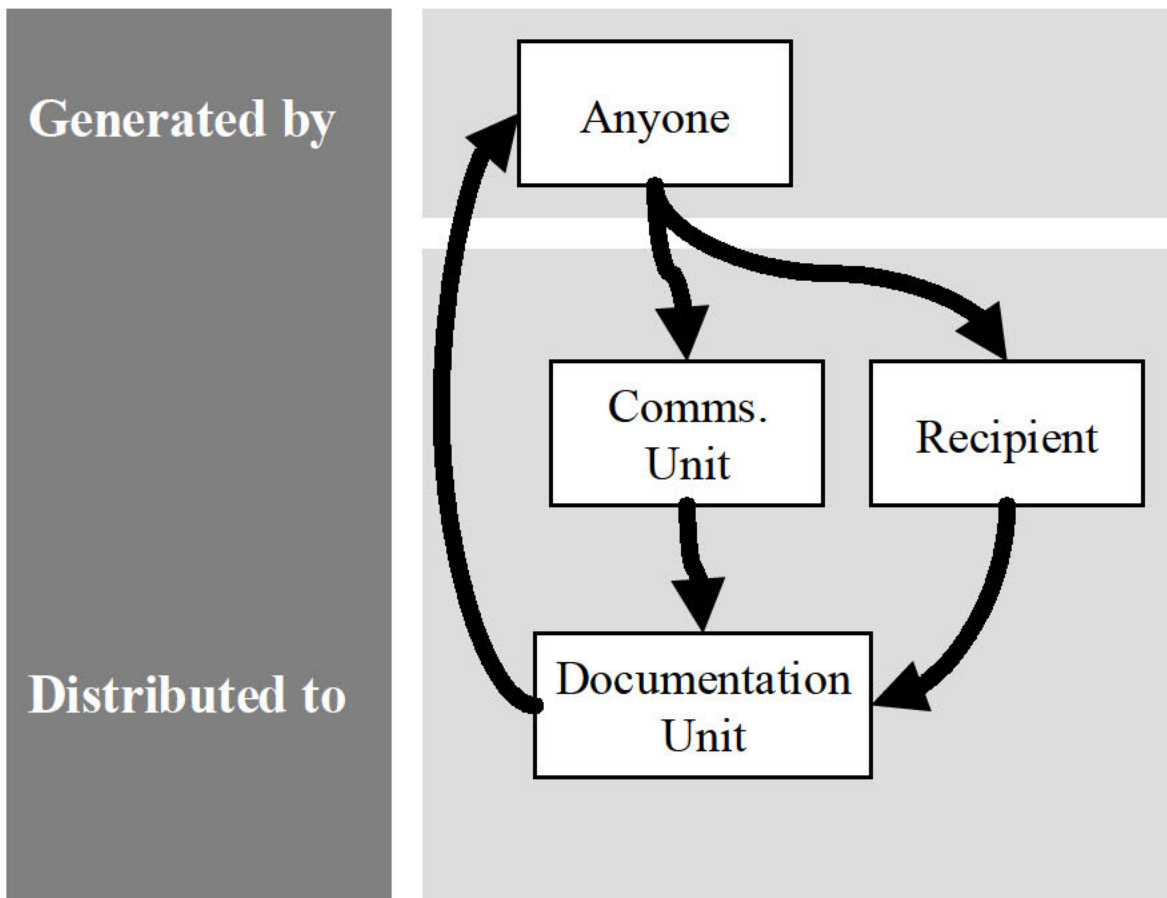 Generated by
Anyone
Comms.
Unit
Recipient
Distributed to
Documentation
Unit